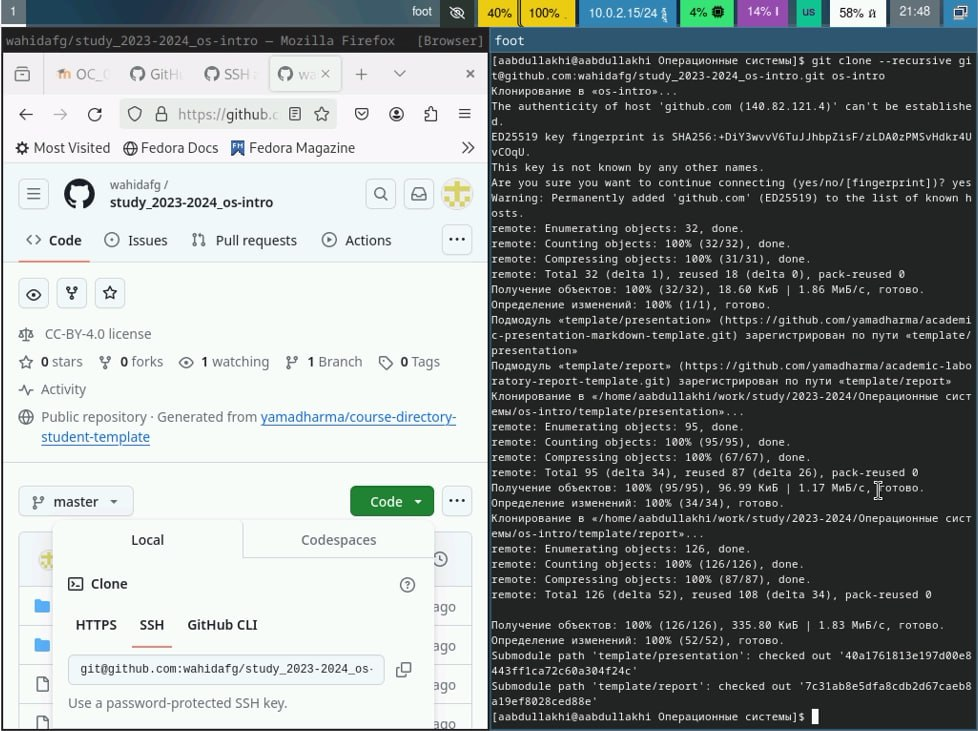 1
foot
40%
100%
10.0.2.15/24
4%
14%
us
58%
21:48
wahidafg/study_2023-2024_os-intro — Mozilla Firefox
[Browser]
OC_
GitH
SSH
wa
https://github.c
Most Visited
Fedora Docs
Fedora Magazine
wahidafg /
study_2023-2024_os-intro
Code
Issues
Pull requests
Actions
CC-BY-4.0 license
0 stars
0 forks
1 watching
1 Branch
0 Tags
Activity
Public repository · Generated from yamadharma/course-directory-
student-template
master
Code
Local
Codespaces
Clone
ago
HTTPS
SSH
GitHub CLI
ago
git@github.com:wahidafg/study_2023-2024_os-
ago
Use a password-protected SSH key.
ago
foot
[aabdullakhi@aabdullakhi Операционные системы]$ git clone --recursive gi
t@github.com:wahidafg/study_2023-2024_os-intro.git os-intro
Клонирование в «os-intro»...
The authenticity of host 'github.com (140.82.121.4)' can't be establishe
d.
ED25519 key fingerprint is SHA256:+DiY3wvvV6TuJJhbpZisF/zLDA0zPMSvHdkr4U
vCOqU.
This key is not known by any other names.
Are you sure you want to continue connecting (yes/no/[fingerprint])? yes
Warning: Permanently added 'github.com' (ED25519) to the list of known h
osts.
remote: Enumerating objects: 32, done.
remote: Counting objects: 100% (32/32), done.
remote: Compressing objects: 100% (31/31), done.
remote: Total 32 (delta 1), reused 18 (delta 0), pack-reused 0
Получение объектов: 100% (32/32), 18.60 КиБ | 1.86 МиБ/с, готово.
Определение изменений: 100% (1/1), готово.
Подмодуль «template/presentation» (https://github.com/yamadharma/academi
c-presentation-markdown-template.git) зарегистрирован по пути «template/
presentation»
Подмодуль «template/report» (https://github.com/yamadharma/academic-labo
ratory-report-template.git) зарегистрирован по пути «template/report»
Клонирование в «/home/aabdullakhi/work/study/2023-2024/Операционные сист
емы/os-intro/template/presentation»...
remote: Enumerating objects: 95, done.
remote: Counting objects: 100% (95/95), done.
remote: Compressing objects: 100% (67/67), done.
remote: Total 95 (delta 34), reused 87 (delta 26), pack-reused 0
Получение объектов: 100% (95/95), 96.99 КиБ | 1.17 МиБ/с, готово.
Определение изменений: 100% (34/34), готово.
Клонирование в «/home/aabdullakhi/work/study/2023-2024/Операционные сист
емы/os-intro/template/report»...
remote: Enumerating objects: 126, done.
remote: Counting objects: 100% (126/126), done.
remote: Compressing objects: 100% (87/87), done.
remote: Total 126 (delta 52), reused 108 (delta 34), pack-reused 0
Получение объектов: 100% (126/126), 335.80 КиБ | 1.83 МиБ/с, готово.
Определение изменений: 100% (52/52), готово.
Submodule path 'template/presentation': checked out '40a1761813e197d00e8
443ff1ca72c60a304f24c'
Submodule path 'template/report': checked out '7c31ab8e5dfa8cdb2d67caeb8
a19ef8028ced88e'
[aabdullakhi@aabdullakhi Операционные системы]$